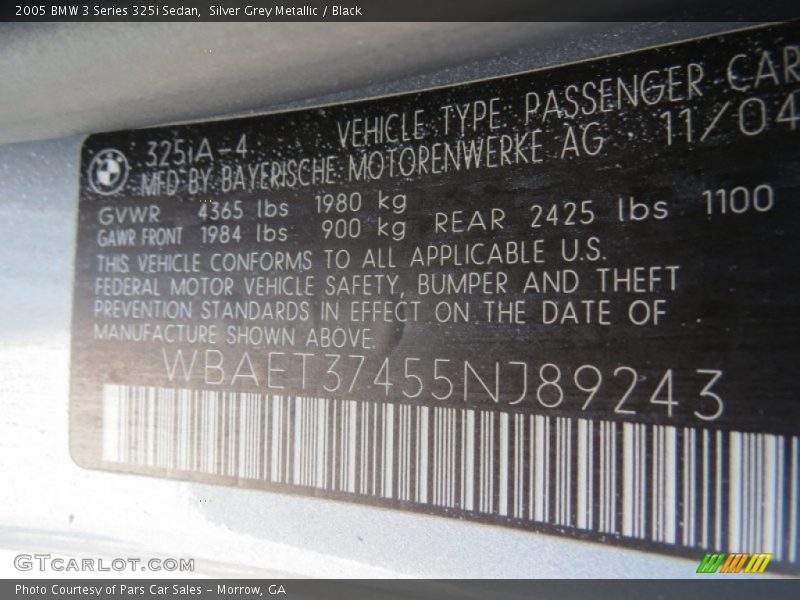 2005 BMW 3 Series 325i Sedan, Silver Grey Metallic / Black
BMW 325iA-4 VEHICLE TYPE PASSENGER CAR
MFD BY BAYERISCHE MOTORENWERKE AG 11/04
GVWR 4365 lbs 1980 kg
GAWR FRONT 1984 lbs 900 kg REAR 2425 lbs 1100
THIS VEHICLE CONFORMS TO ALL APPLICABLE U.S.
FEDERAL MOTOR VEHICLE SAFETY, BUMPER AND THEFT
PREVENTION STANDARDS IN EFFECT ON THE DATE OF
MANUFACTURE SHOWN ABOVE.
WBAET37455NJ89243
GTCARLOT.COM
Photo Courtesy of Pars Car Sales - Morrow, GA